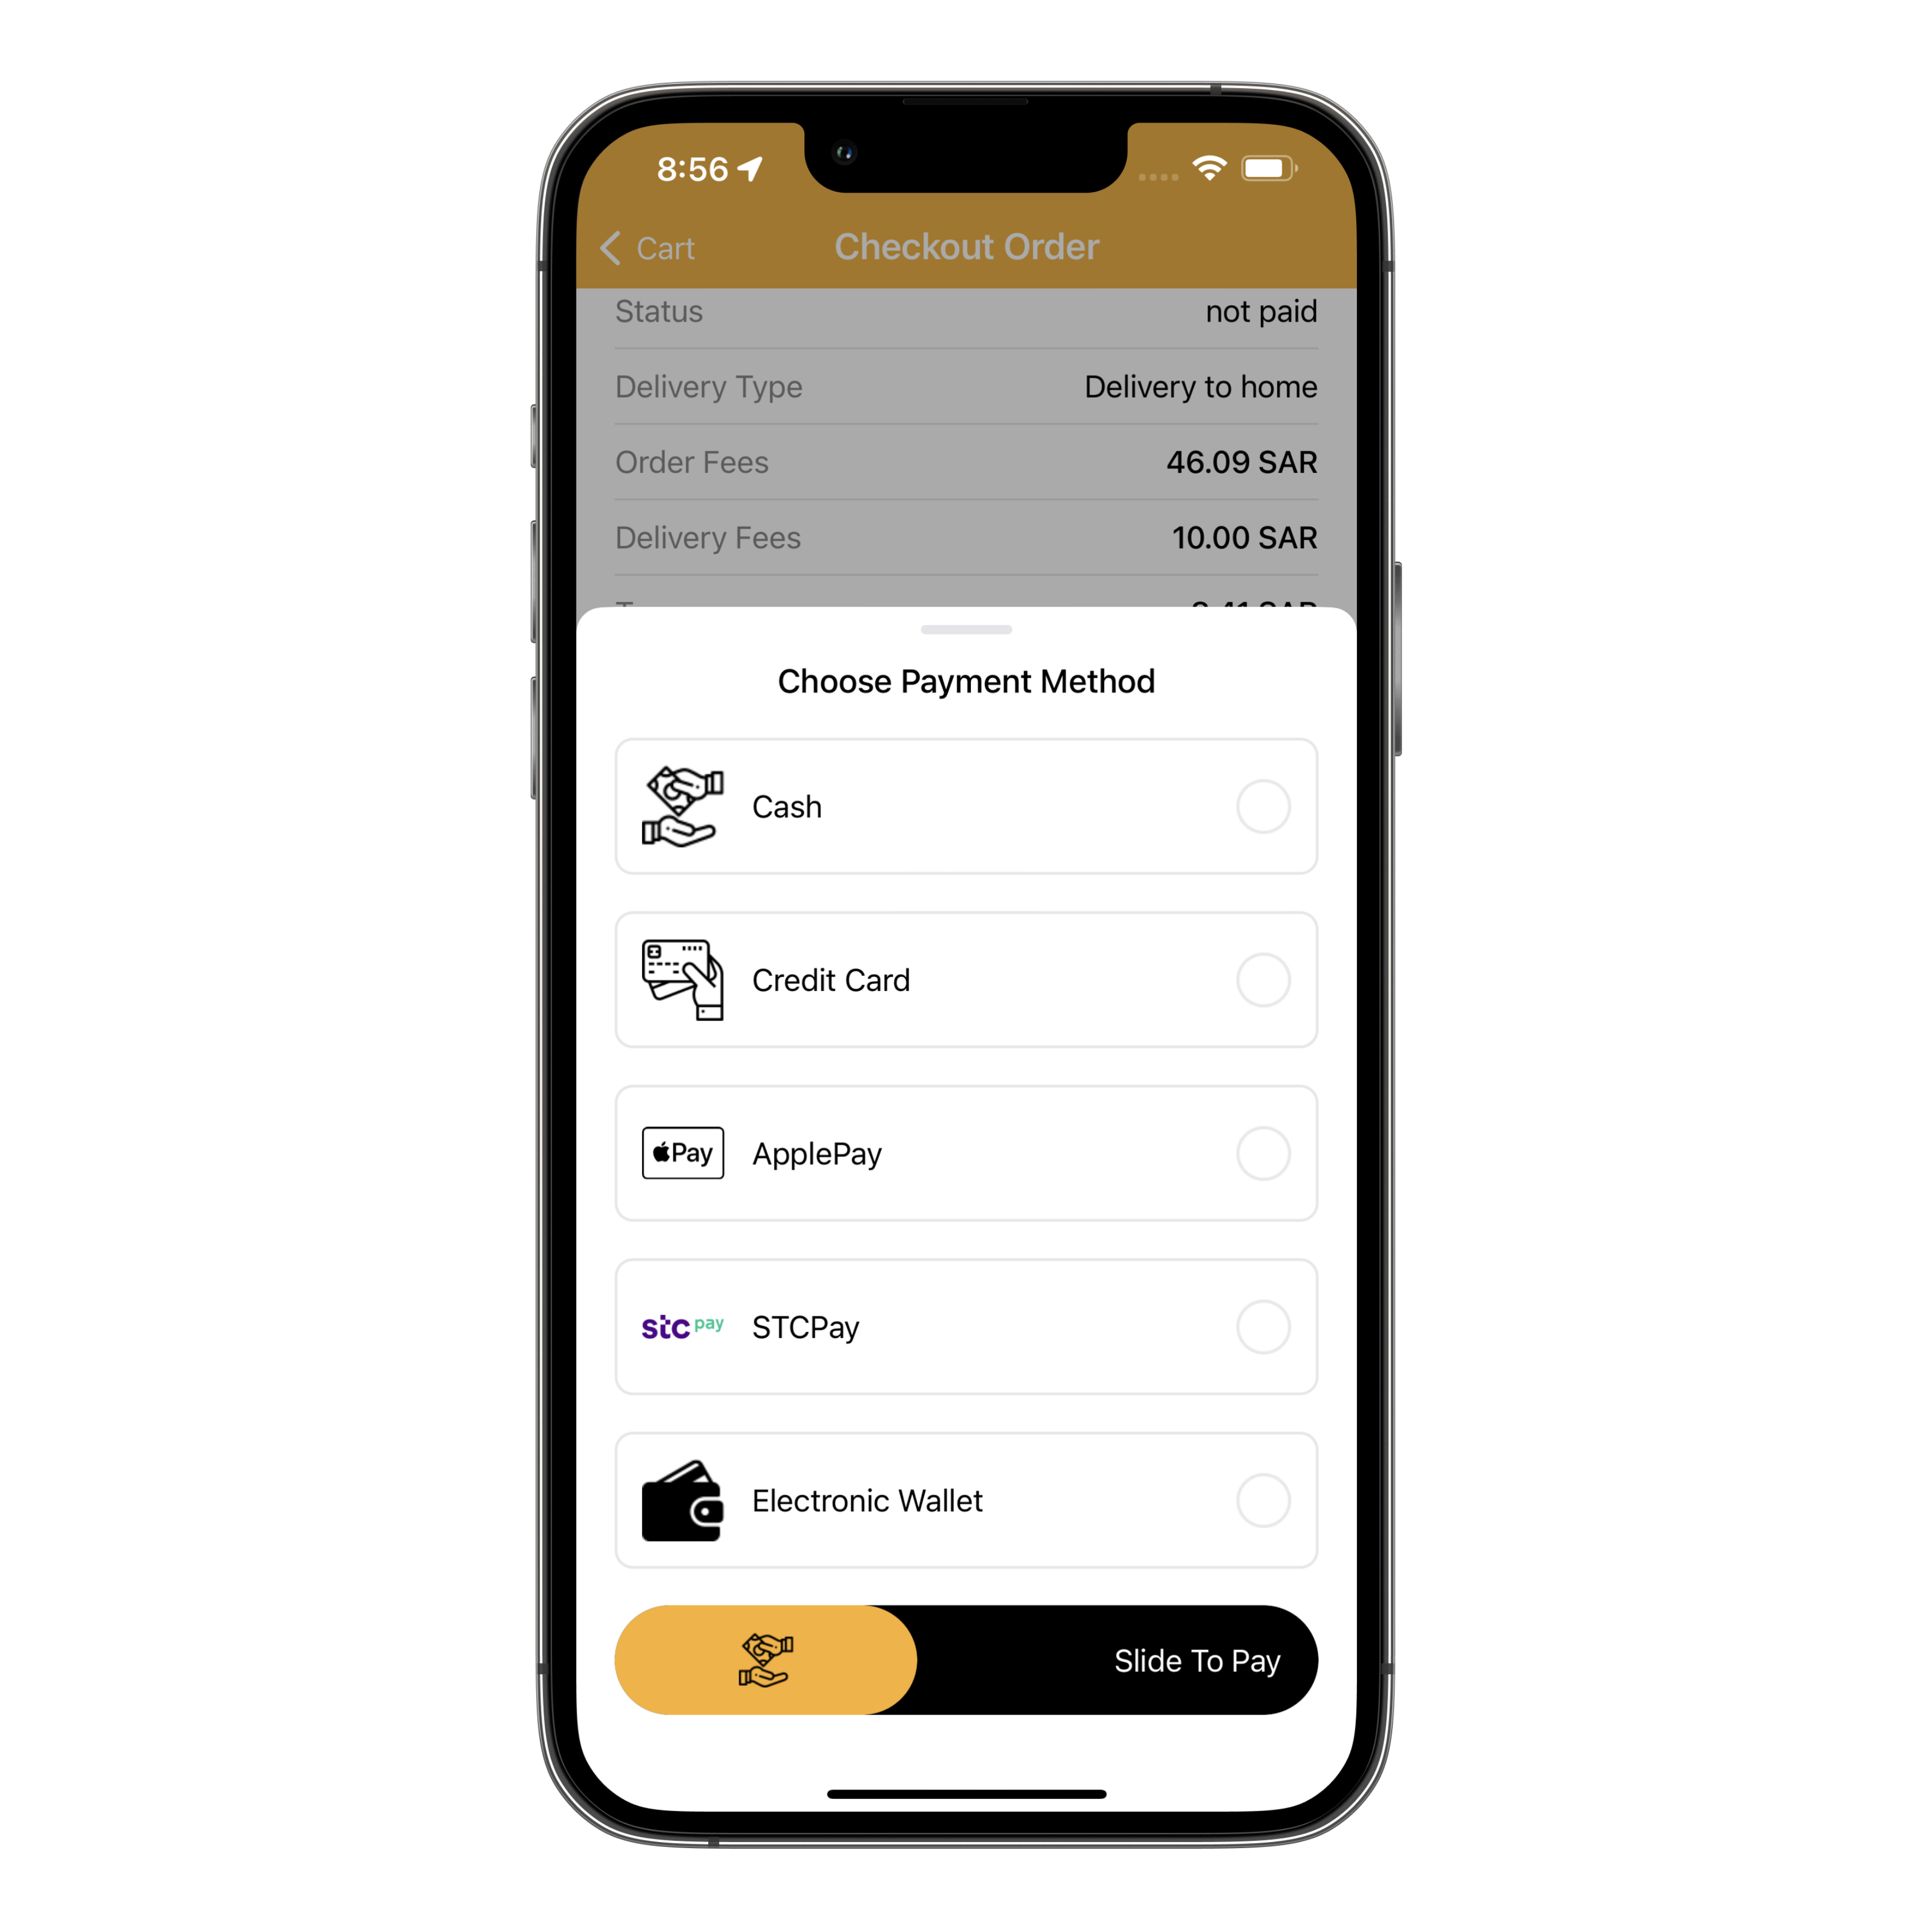 8:56
Cart Checkout Order
Status not paid
Delivery Type Delivery to home
Order Fees 46.09 SAR
Delivery Fees 10.00 SAR
Choose Payment Method
Cash
Credit Card
Pay ApplePay
stc pay STCPay
Electronic Wallet
Slide To Pay